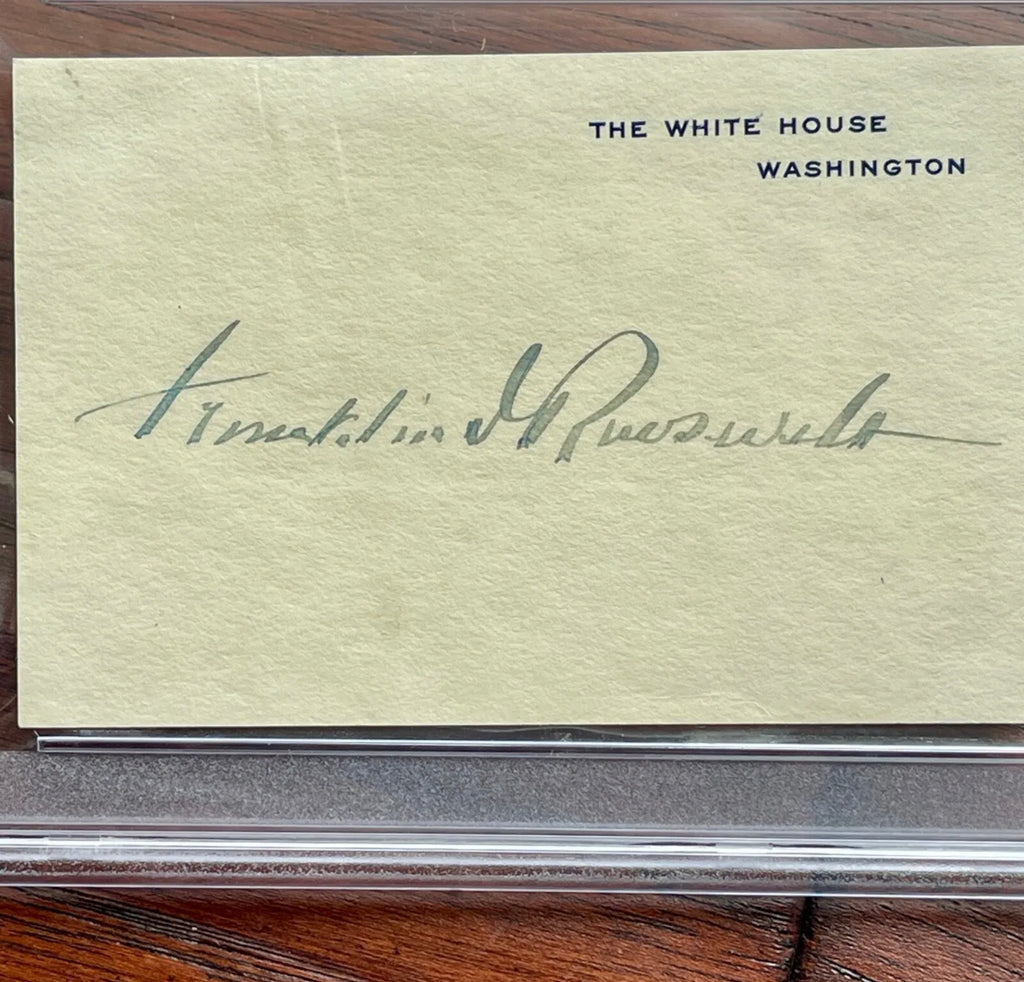 THE WHITE HOUSE
WASHINGTON
Franklin D Roosevelt